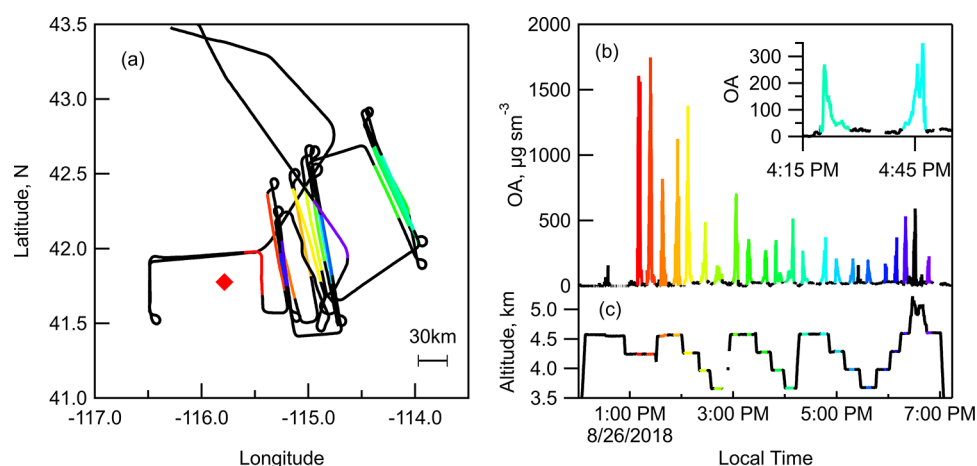 (a)
43.5
43.0
42.5
42.0
41.5
41.0
Latitude, N
-117.0 -116.0 -115.0 -114.0
Longitude
30km
(b)
2000
1500
1000
500
0
OA, µg sm⁻³
300
200
100
0
OA
4:15 PM 4:45 PM
(c)
5.0
4.5
4.0
3.5
Altitude, km
1:00 PM 3:00 PM 5:00 PM 7:00 PM
8/26/2018
Local Time